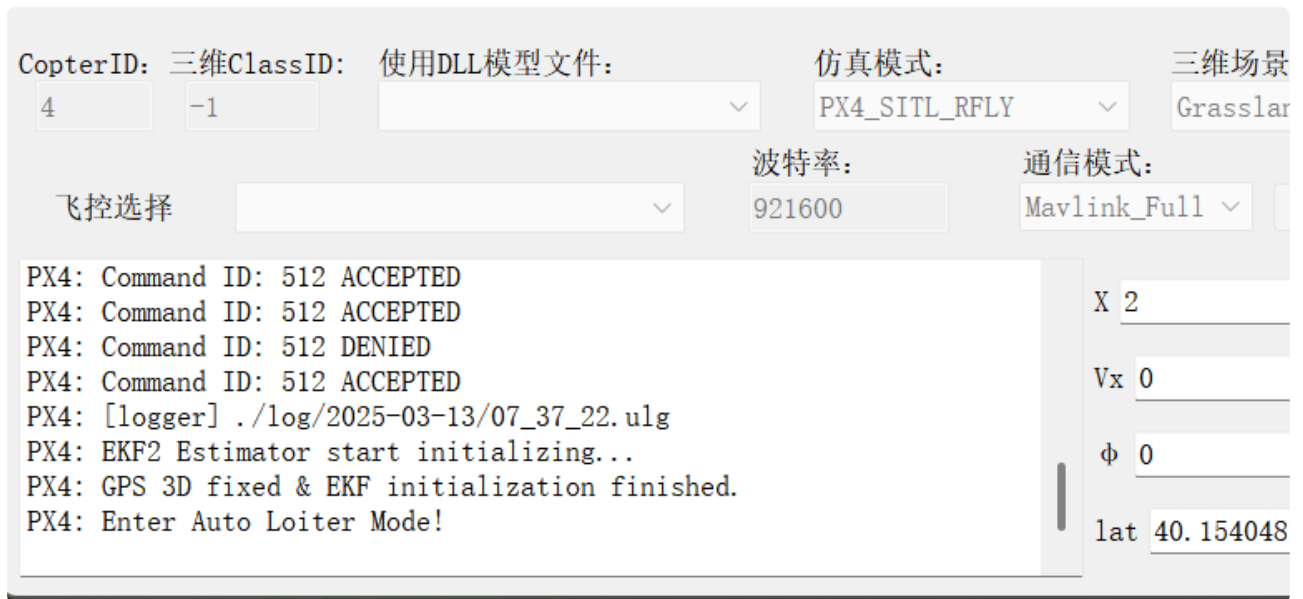 CopterID: 三维ClassID: 使用DLL模型文件: 仿真模式: 三维场景
4 -1 PX4_SITL_RFLY Grasslan
波特率: 通信模式:
飞控选择 921600 Mavlink_Full
PX4: Command ID: 512 ACCEPTED
PX4: Command ID: 512 ACCEPTED
PX4: Command ID: 512 DENIED
PX4: Command ID: 512 ACCEPTED
PX4: [logger] ./log/2025-03-13/07_37_22.ulg
PX4: EKF2 Estimator start initializing...
PX4: GPS 3D fixed & EKF initialization finished.
PX4: Enter Auto Loiter Mode!
X 2
Vx 0
ϕ 0
lat 40.154048